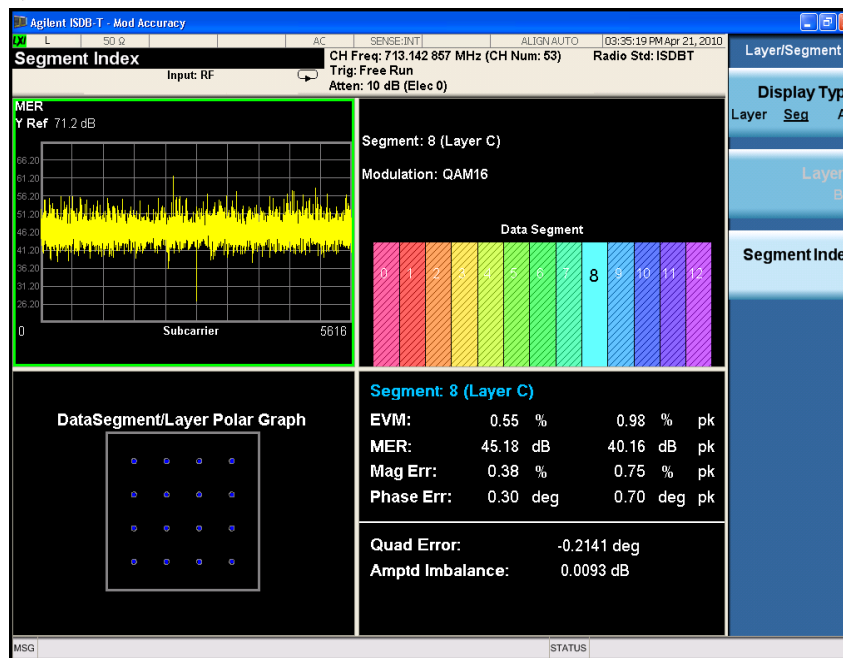 Agilent ISDB-T - Mod Accuracy
LXI L 50 Ω AC SENSE:INT ALIGN AUTO 03:35:19 PM Apr 21, 2010
Segment Index
Input: RF
CH Freq: 713.142 857 MHz (CH Num: 53) Radio Std: ISDBT
Trig: Free Run
Atten: 10 dB (Elec 0)
Layer/Segment
Display Typ
Layer Seg A
Layer
B
Segment Inde
MER
Y Ref 71.2 dB
66.20
61.20
56.20
51.20
46.20
41.20
36.20
31.20
26.20
0 Subcarrier 5616
Segment: 8 (Layer C)
Modulation: QAM16
Data Segment
0 1 2 3 4 5 6 7 8 9 10 11 12
DataSegment/Layer Polar Graph
Segment: 8 (Layer C)
EVM: 0.55 % 0.98 % pk
MER: 45.18 dB 40.16 dB pk
Mag Err: 0.38 % 0.75 % pk
Phase Err: 0.30 deg 0.70 deg pk
Quad Error: -0.2141 deg
Amptd Imbalance: 0.0093 dB
MSG STATUS